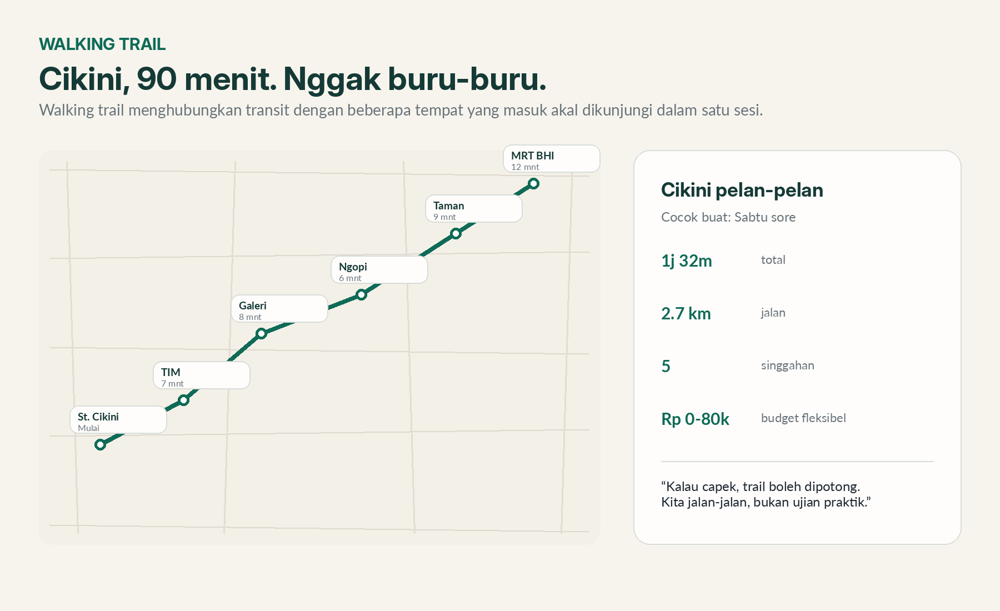 WALKING TRAIL
Cikini, 90 menit. Nggak buru-buru.
Walking trail menghubungkan transit dengan beberapa tempat yang masuk akal dikunjungi dalam satu sesi.
MRT BHI
12 mnt
Taman
9 mnt
Ngopi
6 mnt
Galeri
8 mnt
TIM
7 mnt
St. Cikini
Mulai
Cikini pelan-pelan
Cocok buat: Sabtu sore
1j 32m total
2.7 km jalan
5 singgahan
Rp 0-80k budget fleksibel
“Kalau capek, trail boleh dipotong.
Kita jalan-jalan, bukan ujian praktik.”